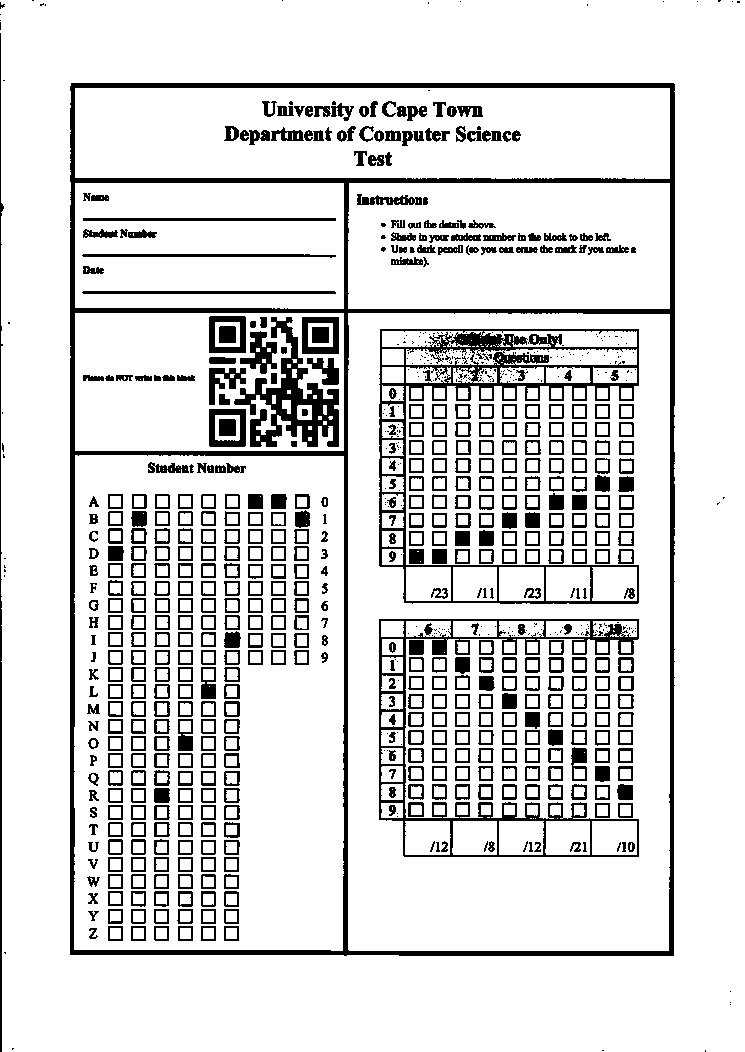 University of Cape Town
Department of Computer Science
Test
Name
Student Number
Date
Instructions
• Fill out the details above.
• Shade in your student number in the block to the left.
• Use a dark pencil (so you can erase the mark if you make a
mistake).
Please do NOT write in this block
Student Number
A 0
B 1
C 2
D 3
E 4
F 5
G 6
H 7
I 8
J 9
K
L
M
N
O
P
Q
R
S
T
U
V
W
X
Y
Z
Use Only!
Questions
1 2 3 4 5
0
1
2
3
4
5
6
7
8
9
/23 /11 /23 /11 /8
6 7 8 9 10
0
1
2
3
4
5
6
7
8
9
/12 /8 /12 /21 /10